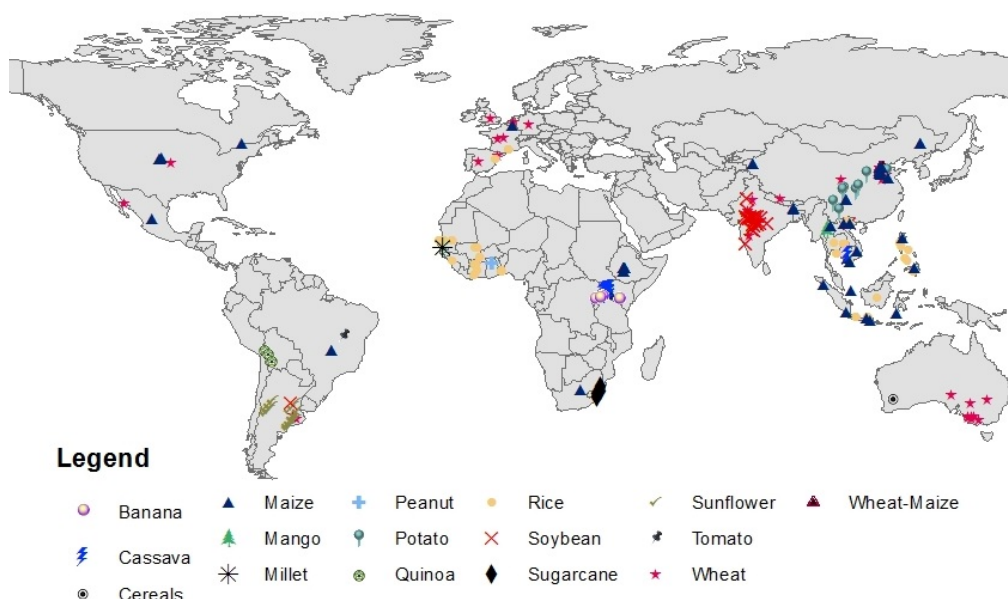 Legend
Banana
Cassava
Cereals
Maize
Mango
Millet
Peanut
Potato
Quinoa
Rice
Soybean
Sugarcane
Sunflower
Tomato
Wheat
Wheat-Maize